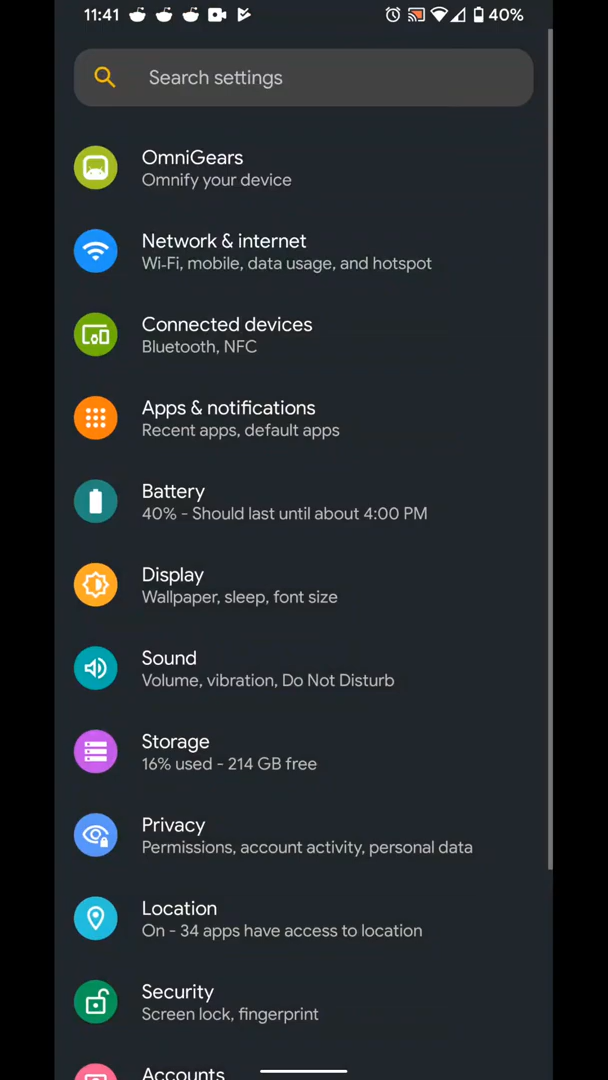 11:41 40%
Search settings
OmniGears
Omnify your device
Network & internet
Wi-Fi, mobile, data usage, and hotspot
Connected devices
Bluetooth, NFC
Apps & notifications
Recent apps, default apps
Battery
40% - Should last until about 4:00 PM
Display
Wallpaper, sleep, font size
Sound
Volume, vibration, Do Not Disturb
Storage
16% used - 214 GB free
Privacy
Permissions, account activity, personal data
Location
On - 34 apps have access to location
Security
Screen lock, fingerprint
Accounts